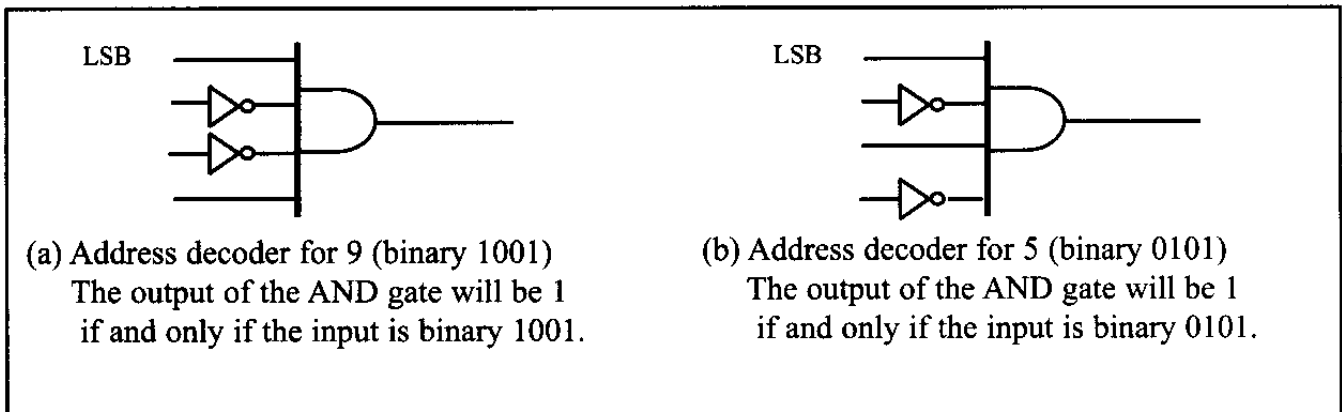 LSB
(a) Address decoder for 9 (binary 1001)
The output of the AND gate will be 1
if and only if the input is binary 1001.
LSB
(b) Address decoder for 5 (binary 0101)
The output of the AND gate will be 1
if and only if the input is binary 0101.